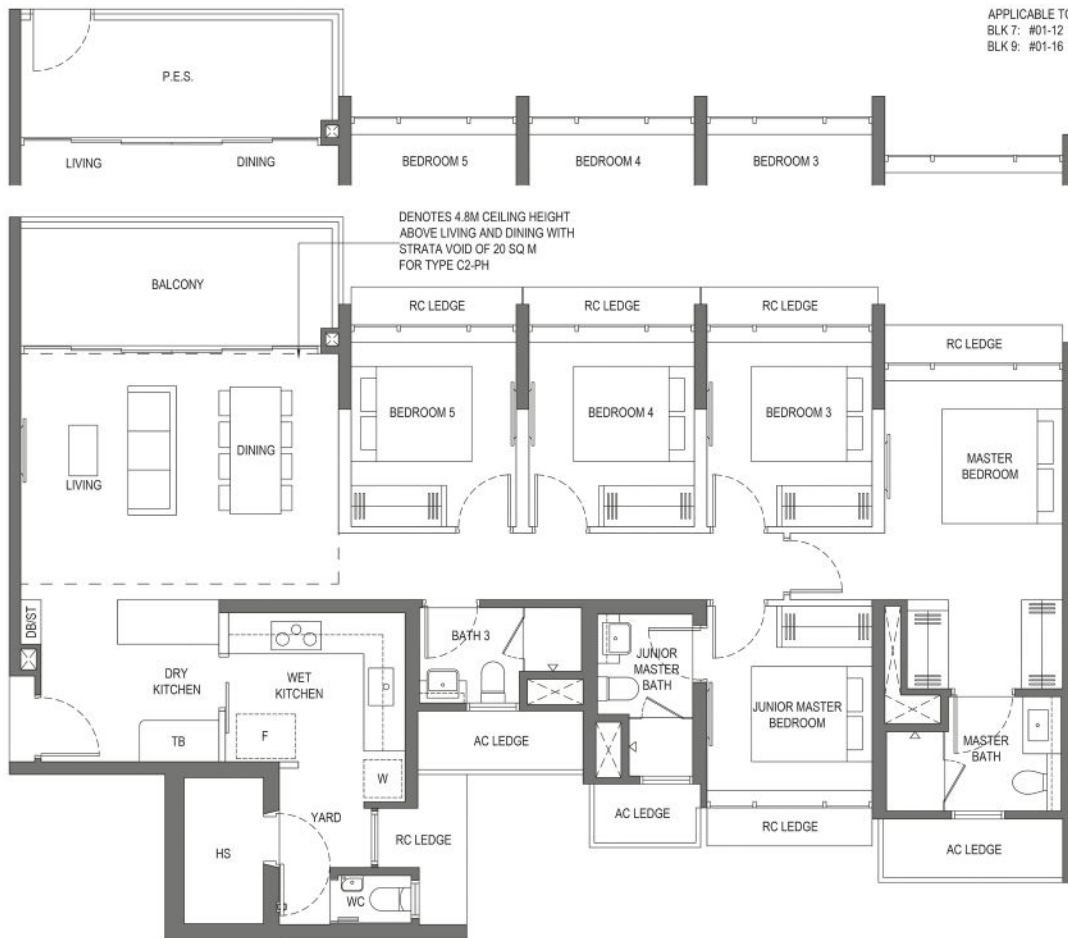 APPLICABLE TO
BLK 7: #01-12
BLK 9: #01-16
P.E.S.
LIVING
DINING
BEDROOM 5
BEDROOM 4
BEDROOM 3
DENOTES 4.8M CEILING HEIGHT
ABOVE LIVING AND DINING WITH
STRATA VOID OF 20 SQ M
FOR TYPE C2-PH
BALCONY
RC LEDGE
RC LEDGE
RC LEDGE
RC LEDGE
BEDROOM 5
BEDROOM 4
BEDROOM 3
DINING
LIVING
MASTER
BEDROOM
DB/ST
BATH 3
DRY
KITCHEN
WET
KITCHEN
JUNIOR
MASTER
BATH
JUNIOR MASTER
BEDROOM
TB
F
W
AC LEDGE
MASTER
BATH
YARD
HS
RC LEDGE
AC LEDGE
RC LEDGE
AC LEDGE
WC